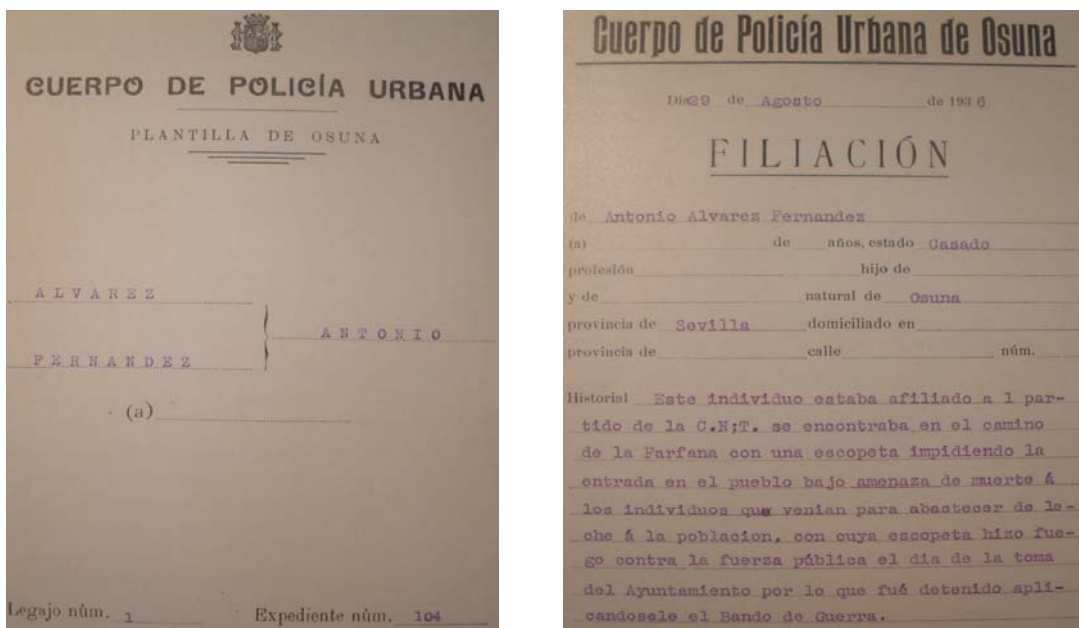 CUERPO DE POLICÍA URBANA
PLANTILLA DE OSUNA
ALVAREZ
ANTONIO
FERNANDEZ
(a)
Legajo núm. 1 Expediente núm. 104
Cuerpo de Policía Urbana de Osuna
Día 29 de Agosto de 1936
FILIACIÓN
de Antonio Alvarez Fernandez
(a) de años, estado Casado
profesión hijo de
y de natural de Osuna
provincia de Sevilla domiciliado en
provincia de calle núm.
Historial Este individuo estaba afiliado a l par-
tido de la C.N;T. se encontraba en el camino
de la Farfana con una escopeta impidiendo la
entrada en el pueblo bajo amenaza de muerte á
los individuos que venian para abastecer de le-
che á la poblacion, con cuya escopeta hizo fue-
go contra la fuerza pública el dia de la toma
del Ayuntamiento por lo que fué detenido apli-
candosele el Bando de Guerra.